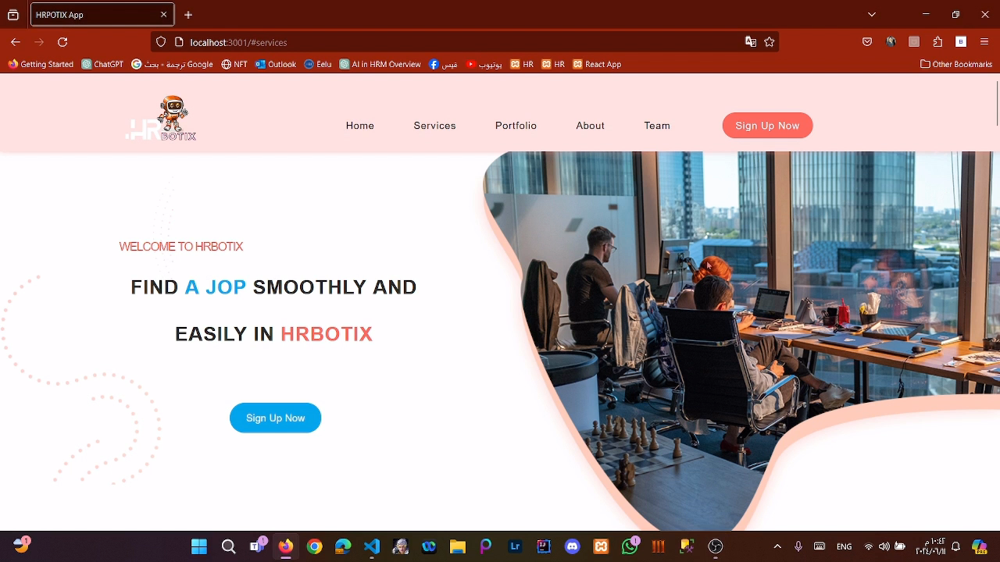 HRPOTIX App
localhost:3001/#services
Getting Started
ChatGPT
ترجمة - بحث Google
NFT
Outlook
Eelu
AI in HRM Overview
فيس
يوتيوب
HR
HR
React App
Other Bookmarks
.HR
BOTIX
Home
Services
Portfolio
About
Team
Sign Up Now
WELCOME TO HRBOTIX
FIND A JOP SMOOTHLY AND
EASILY IN HRBOTIX
Sign Up Now
ENG